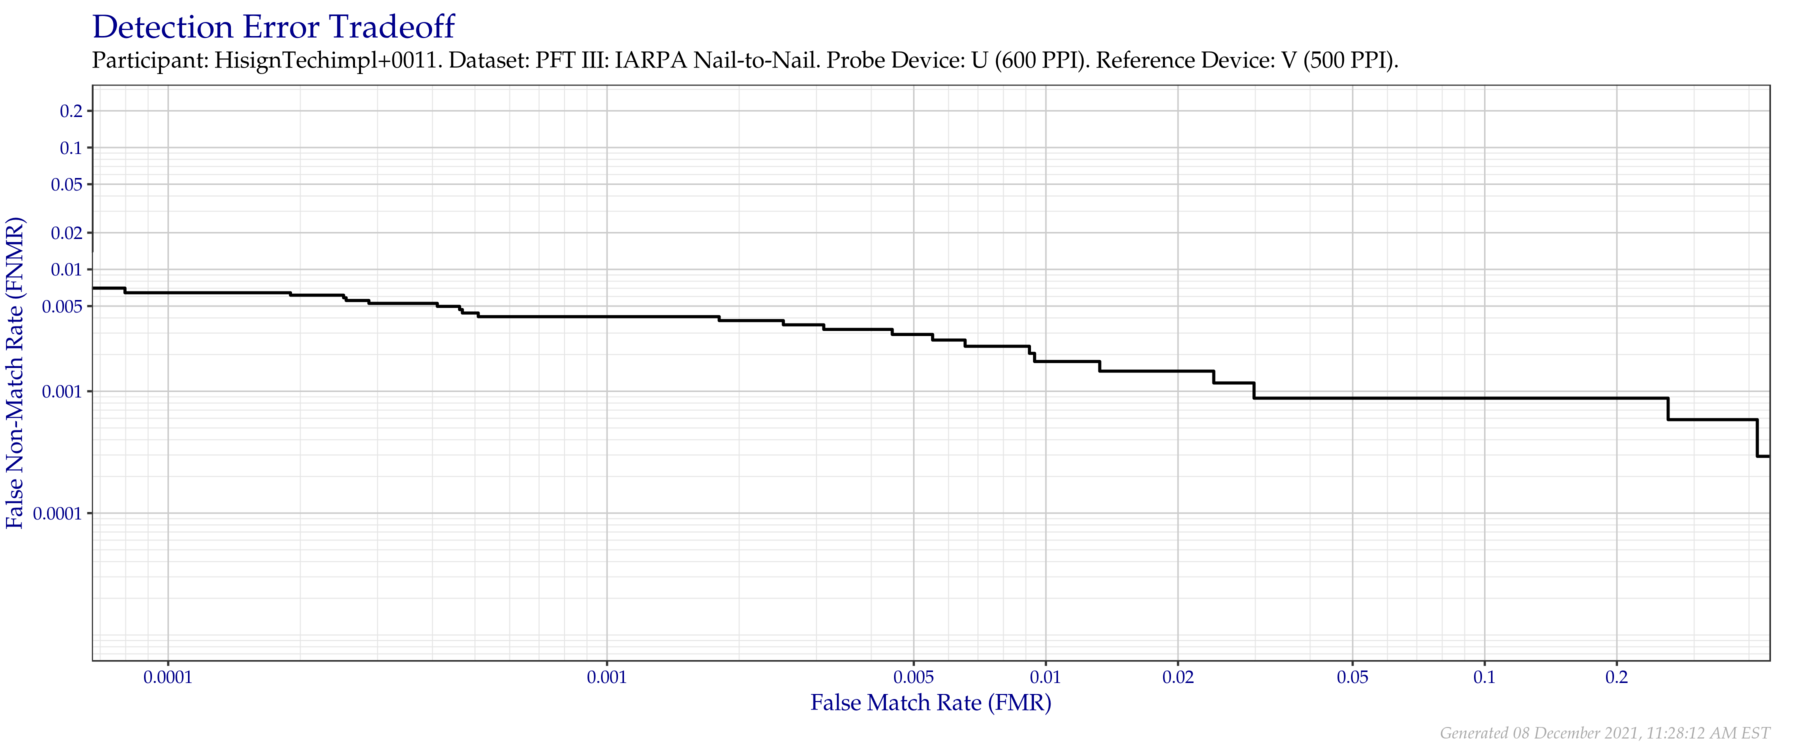 Detection Error Tradeoff
Participant: HisignTechimpl+0011. Dataset: PFT III: IARPA Nail-to-Nail. Probe Device: U (600 PPI). Reference Device: V (500 PPI).
False Non-Match Rate (FNMR)
0.2
0.1
0.05
0.02
0.01
0.005
0.001
0.0001
0.0001 0.001 0.005 0.01 0.02 0.05 0.1 0.2
False Match Rate (FMR)
Generated 08 December 2021, 11:28:12 AM EST